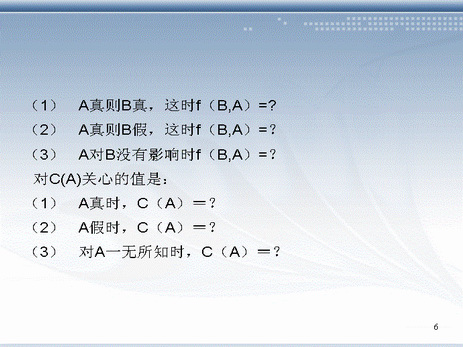 （1） A真则B真，这时f（B,A）=?
（2） A真则B假，这时f（B,A）=？
（3） A对B没有影响时f（B,A）=？
对C(A)关心的值是：
（1） A真时，C（A）＝？
（2） A假时，C（A）＝？
（3） 对A一无所知时，C（A）＝？
6